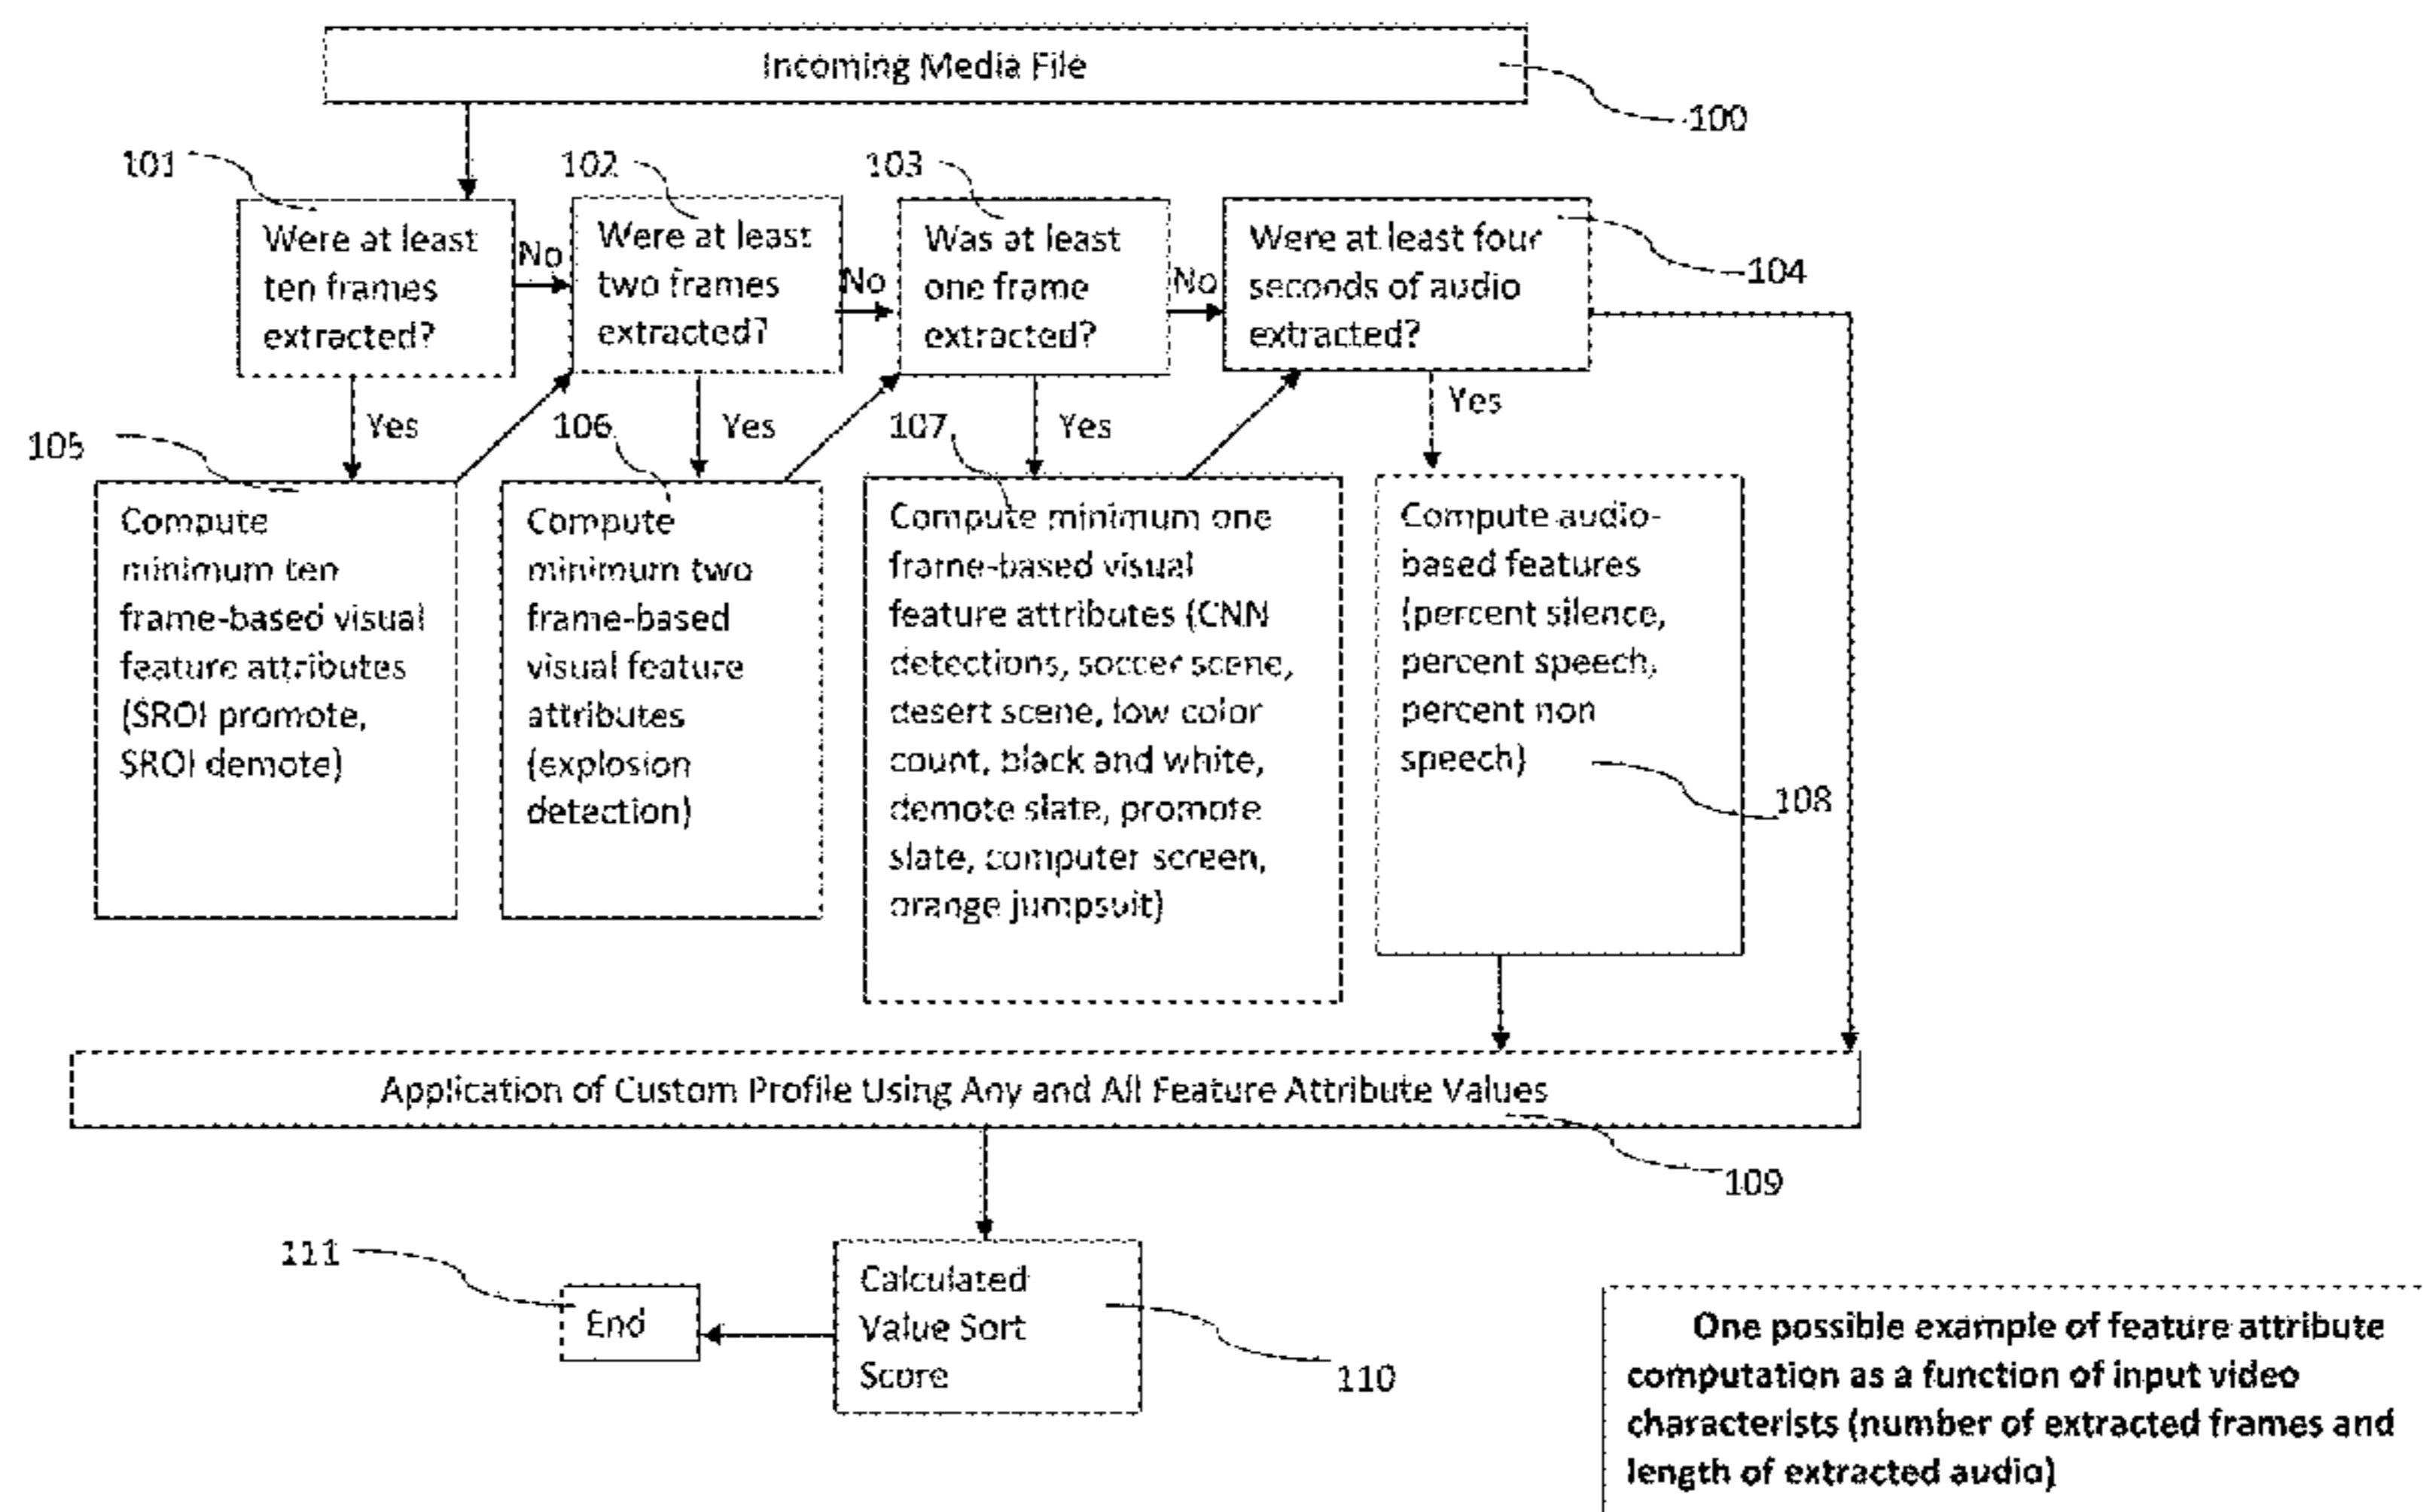 Incoming Media File
100
101
102
103
Were at least
ten frames
extracted?
No
Were at least
two frames
extracted?
No
Was at least
one frame
extracted?
No
Were at least four
seconds of audio
extracted?
104
Yes
Yes
Yes
Yes
105
106
107
Compute
minimum ten
frame-based visual
feature attributes
(SROI promote,
SROI demote)
Compute
minimum two
frame-based
visual feature
attributes
(explosion
detection)
Compute minimum one
frame-based visual
feature attributes (CNN
detections, soccer scene,
desert scene, low color
count, black and white,
demote slate, promote
slate, computer screen,
orange jumpsuit)
Compute audio-
based features
(percent silence,
percent speech,
percent non
speech)
108
Application of Custom Profile Using Any and All Feature Attribute Values
109
111
End
Calculated
Value Sort
Score
110
One possible example of feature attribute
computation as a function of input video
characterists (number of extracted frames and
length of extracted audio)